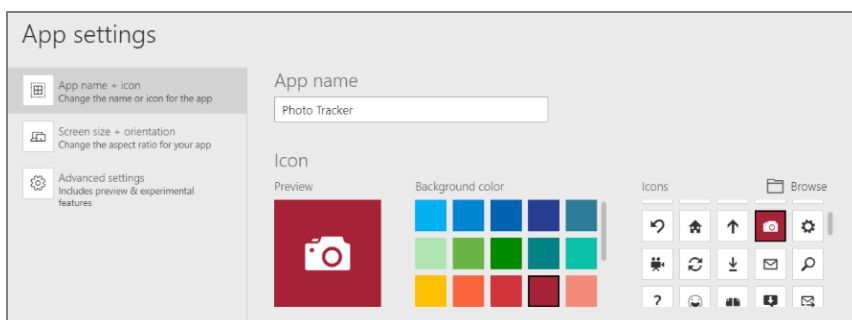 App settings
App name + icon
Change the name or icon for the app
Screen size + orientation
Change the aspect ratio for your app
Advanced settings
Includes preview & experimental
features
App name
Photo Tracker
Icon
Preview
Background color
Icons
Browse
?